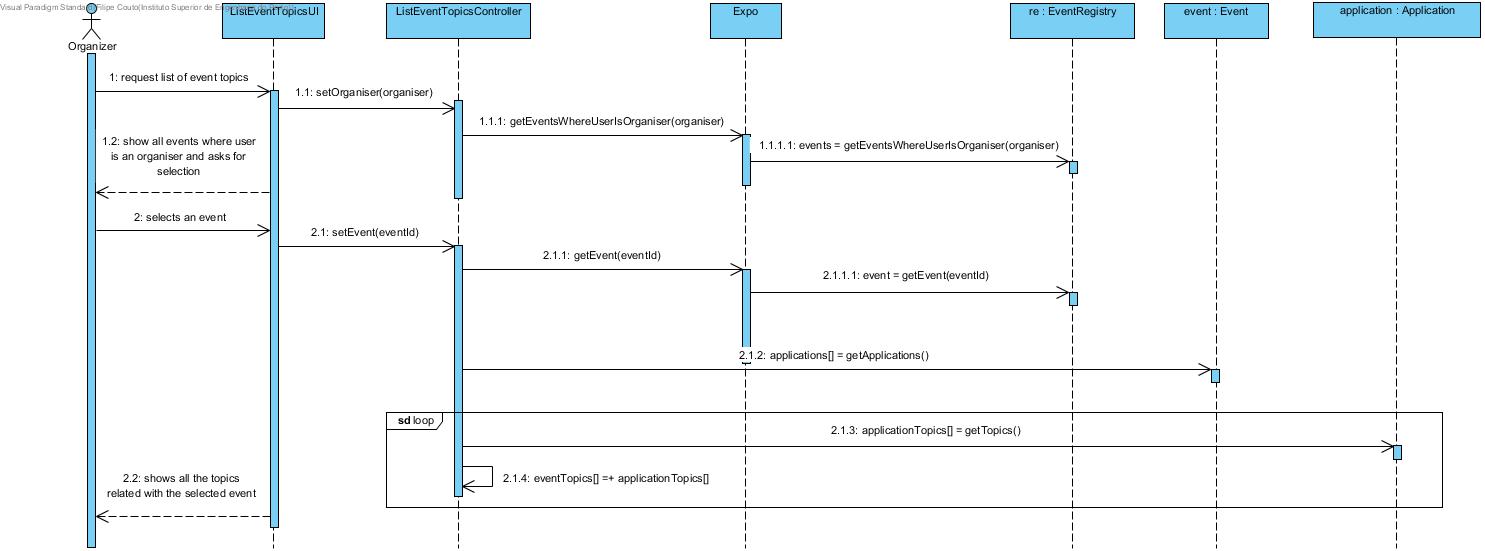 Visual Paradigm Standard(Filipe Couto(Instituto Superior de
ListEventTopicsUI
ListEventTopicsController
Expo
re : EventRegistry
event : Event
application : Application
Organizer
1: request list of event topics
1.1: setOrganiser(organiser)
1.1.1: getEventsWhereUserIsOrganiser(organiser)
1.1.1.1: events = getEventsWhereUserIsOrganiser(organiser)
1.2: show all events where user
is an organiser and asks for
selection
2: selects an event
2.1: setEvent(eventId)
2.1.1: getEvent(eventId)
2.1.1.1: event = getEvent(eventId)
2.1.2: applications[] = getApplications()
sd loop
2.1.3: applicationTopics[] = getTopics()
2.1.4: eventTopics[] =+ applicationTopics[]
2.2: shows all the topics
related with the selected event